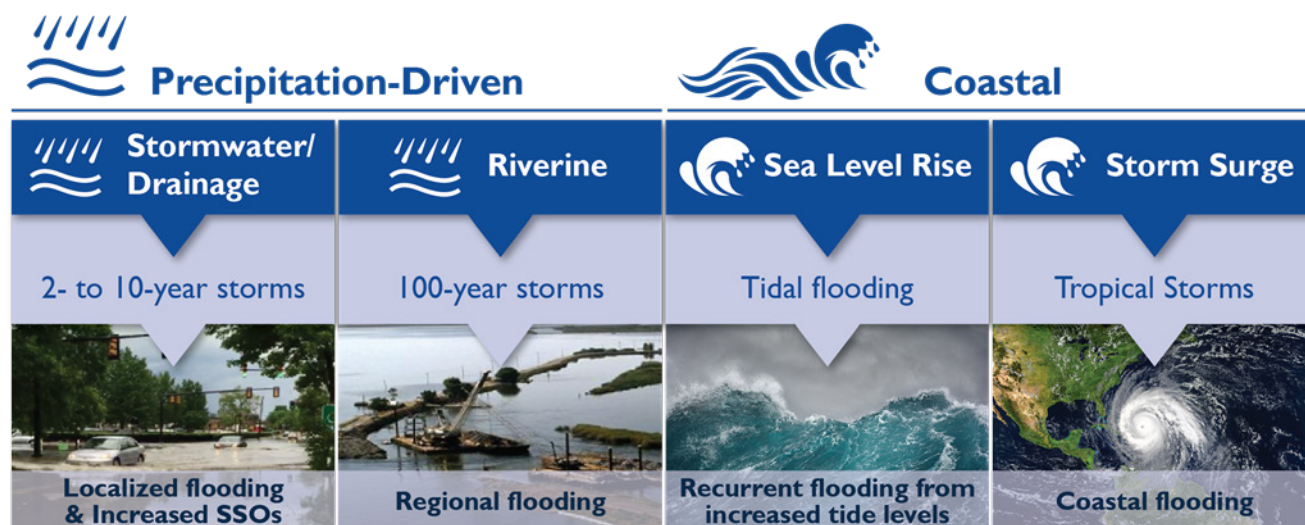 Precipitation-Driven
Coastal
Stormwater/
Drainage
Riverine
Sea Level Rise
Storm Surge
2- to 10-year storms
100-year storms
Tidal flooding
Tropical Storms
Localized flooding
& Increased SSOs
Regional flooding
Recurrent flooding from
increased tide levels
Coastal flooding